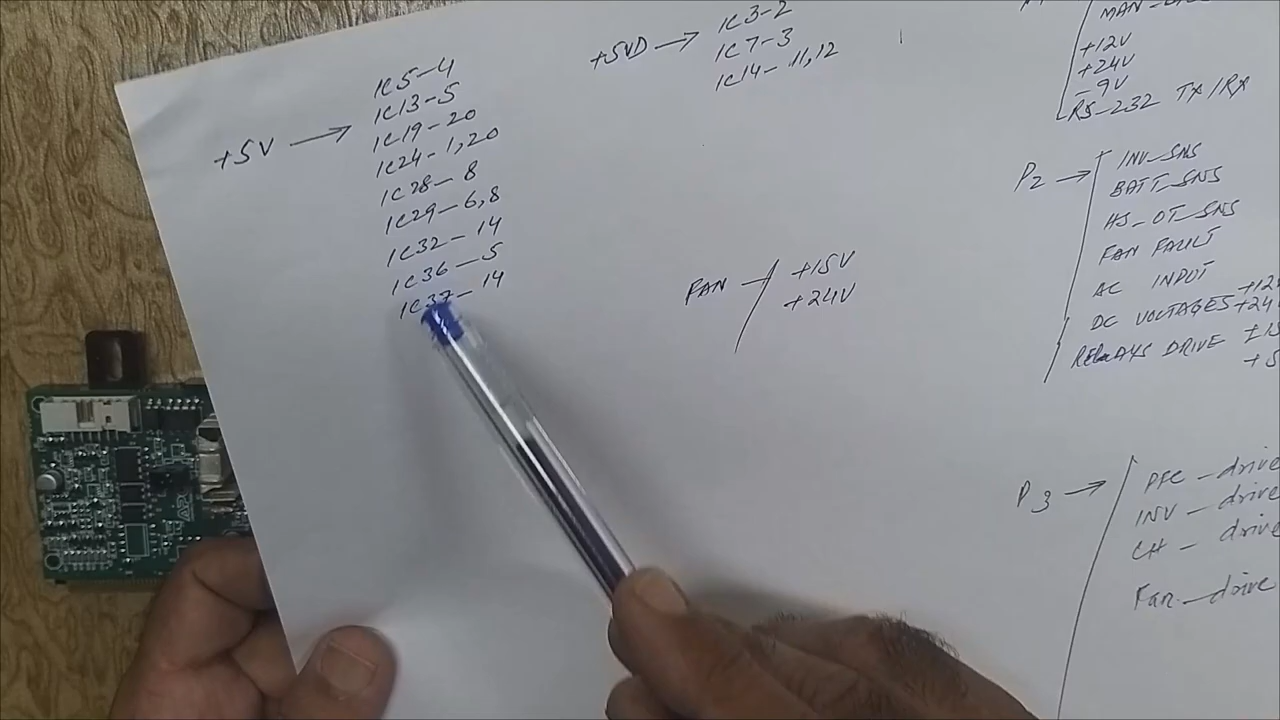 +5V →
IC5-4
IC13-5
IC19-20
IC24-1,20
IC28-8
IC29-6,8
IC32-14
IC36-5
IC37-14
+5VD →
IC3-2
IC7-3
IC14-11,12
FAN
+15V
+24V
+12V
+24V
-9V
RS-232 TX/RX
P2 →
INV_SNS
BATT_SNS
HS_OT_SNS
FAN FAULT
AC INPUT
DC VOLTAGES +12
+24
RELAYS DRIVE
P3 →
PFC-drive
INV-drive
CH-drive
Fan-drive